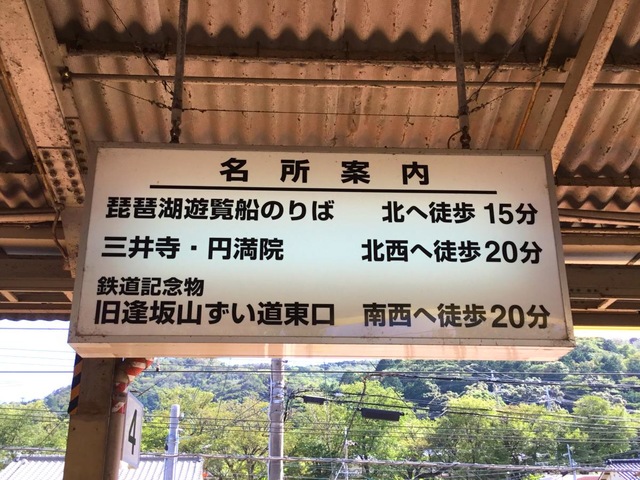 名所案内
琵琶湖遊覧船のりば 北へ徒歩 15分
三井寺・円満院 北西へ徒歩20分
鉄道記念物
旧逢坂山ずい道東口 南西へ徒歩20分
4